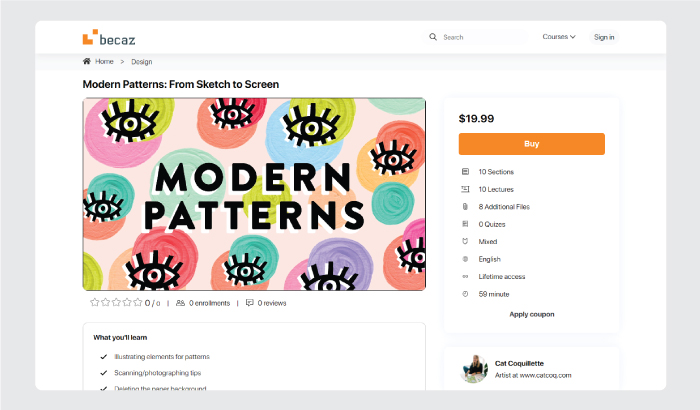 becaz
Search
Courses
Sign in
Home > Design
Modern Patterns: From Sketch to Screen
MODERN
PATTERNS
0 / 0 | 0 enrollments | 0 reviews
What you'll learn
Illustrating elements for patterns
Scanning/photographing tips
Deleting the paper background
$19.99
Buy
10 Sections
10 Lectures
8 Additional Files
0 Quizes
Mixed
English
Lifetime access
59 minute
Apply coupon
Cat Coquillette
Artist at www.catcoq.com